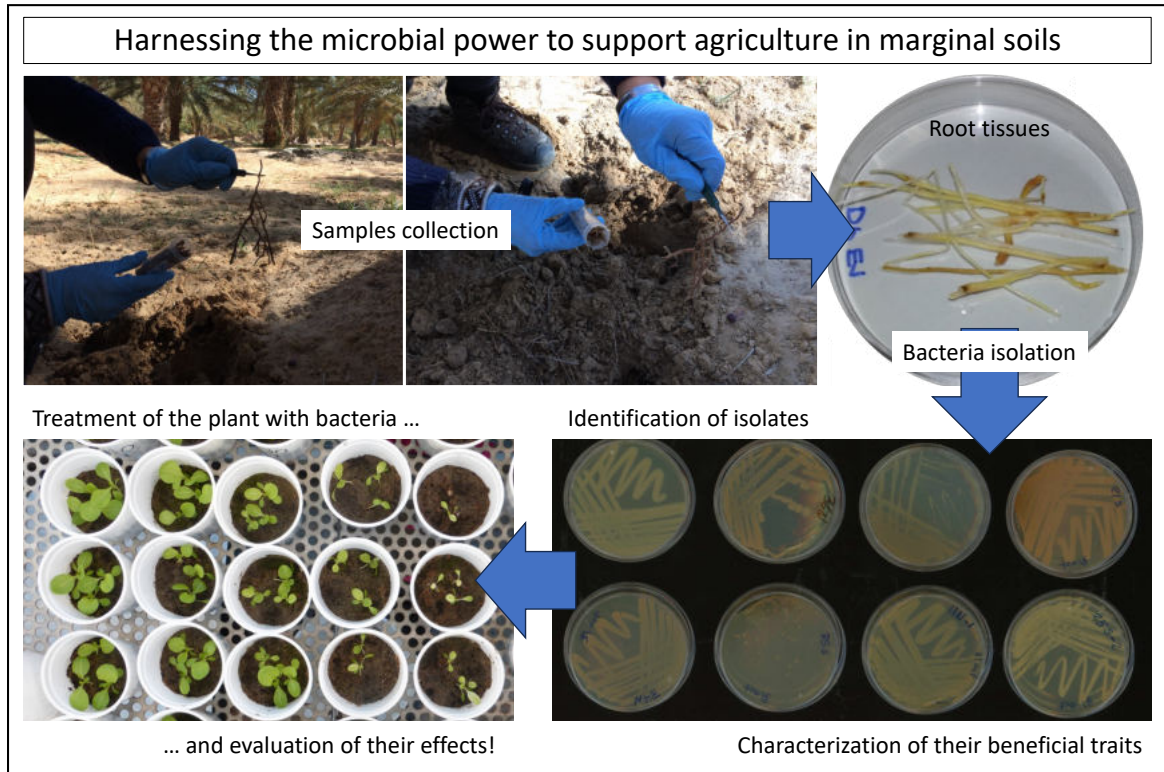 Harnessing the microbial power to support agriculture in marginal soils
Samples collection
Root tissues
Bacteria isolation
Treatment of the plant with bacteria …
Identification of isolates
… and evaluation of their effects!
Characterization of their beneficial traits